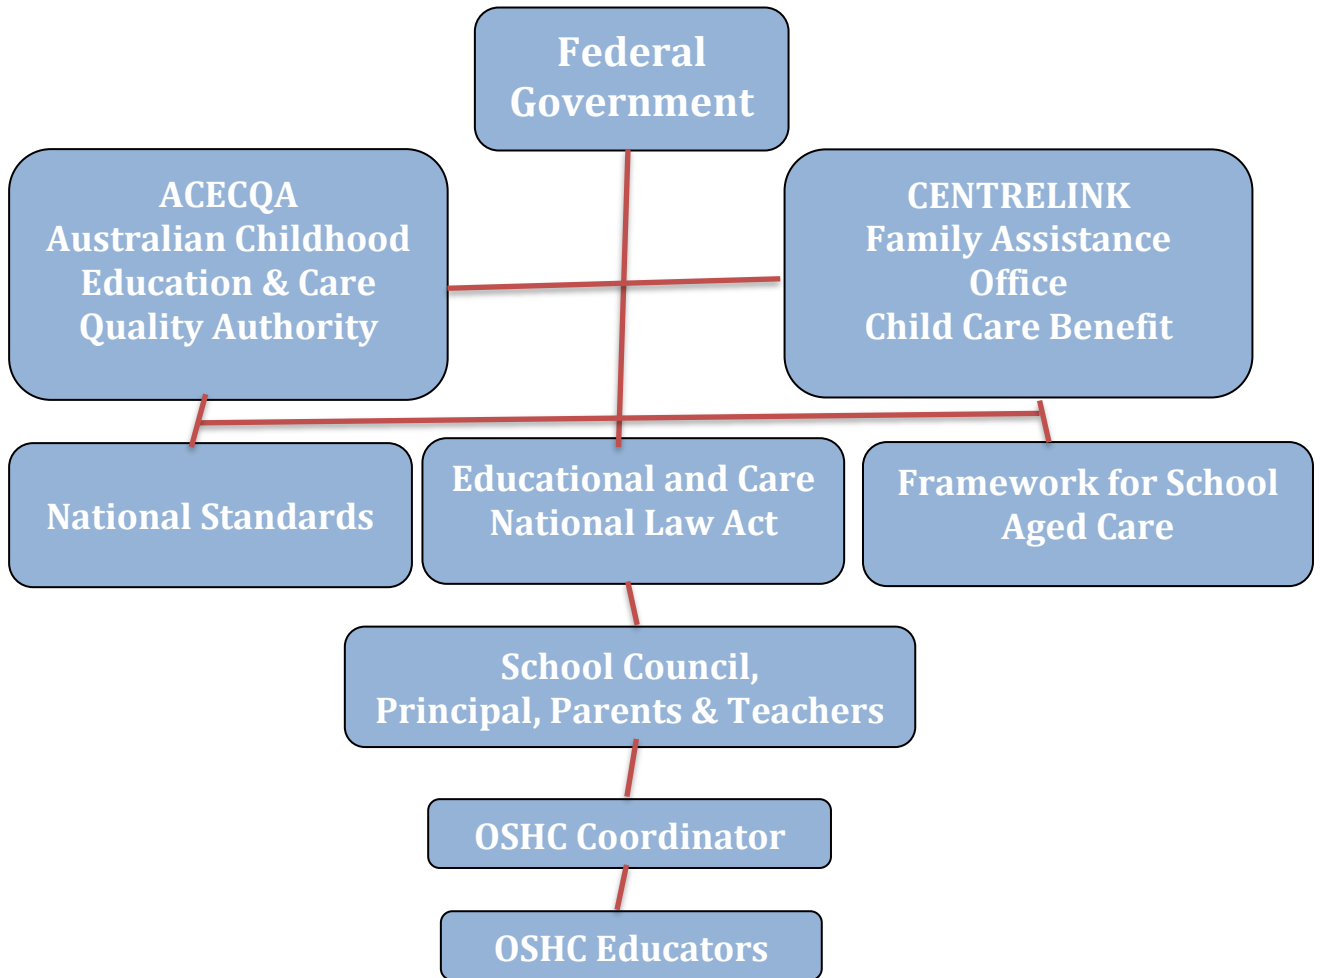 Federal
Government
ACECQA
Australian Childhood
Education & Care
Quality Authority
CENTRELINK
Family Assistance
Office
Child Care Benefit
National Standards
Educational and Care
National Law Act
Framework for School
Aged Care
School Council,
Principal, Parents & Teachers
OSHC Coordinator
OSHC Educators